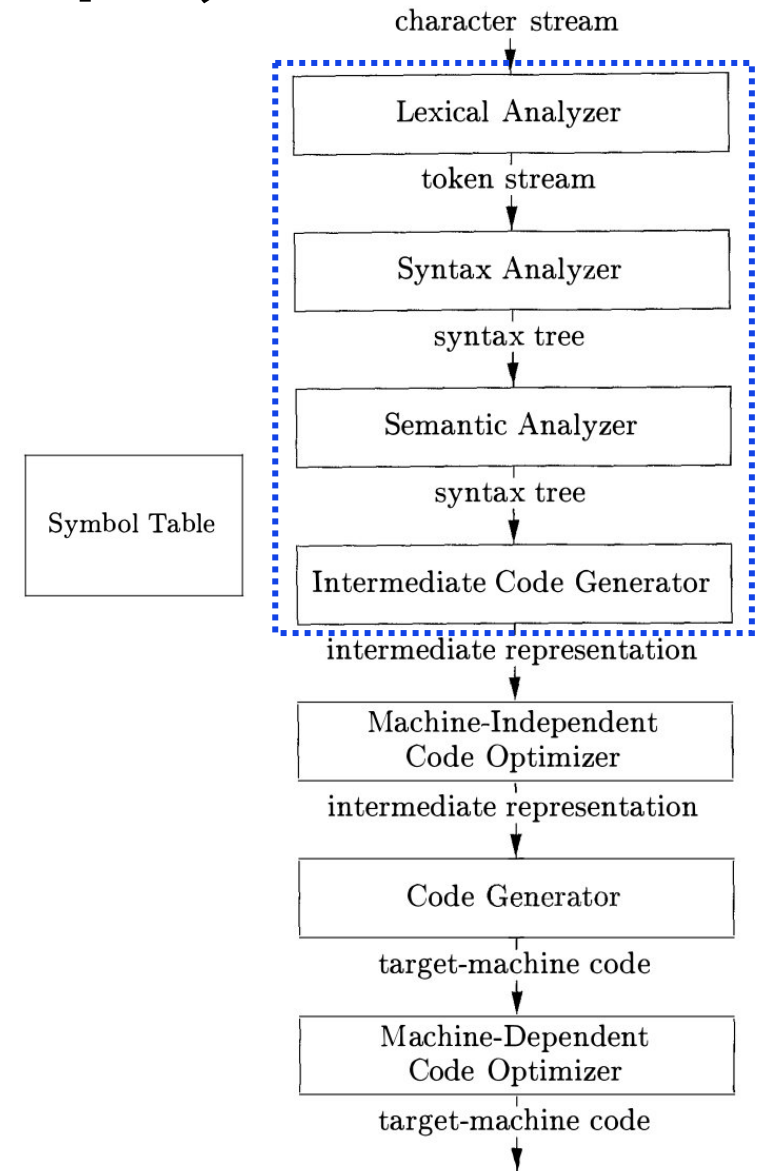 character stream
Lexical Analyzer
token stream
Syntax Analyzer
syntax tree
Semantic Analyzer
syntax tree
Symbol Table
Intermediate Code Generator
intermediate representation
Machine-Independent
Code Optimizer
intermediate representation
Code Generator
target-machine code
Machine-Dependent
Code Optimizer
target-machine code